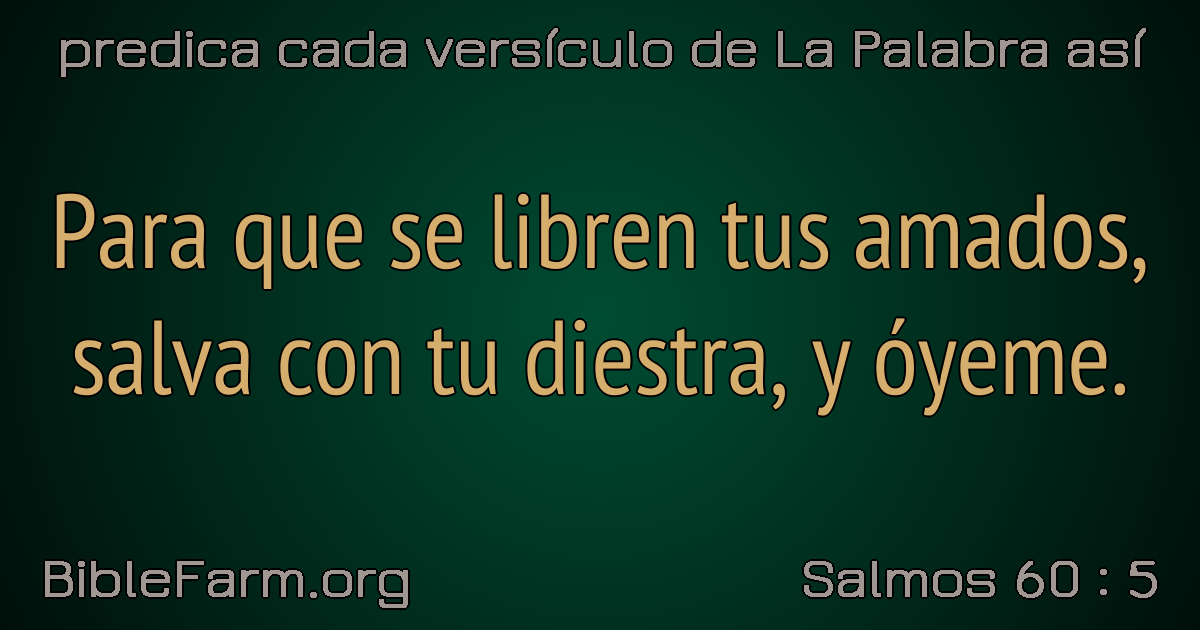 predica cada versículo de La Palabra así
Para que se libren tus amados,
salva con tu diestra, y óyeme.
BibleFarm.org
Salmos 60 : 5